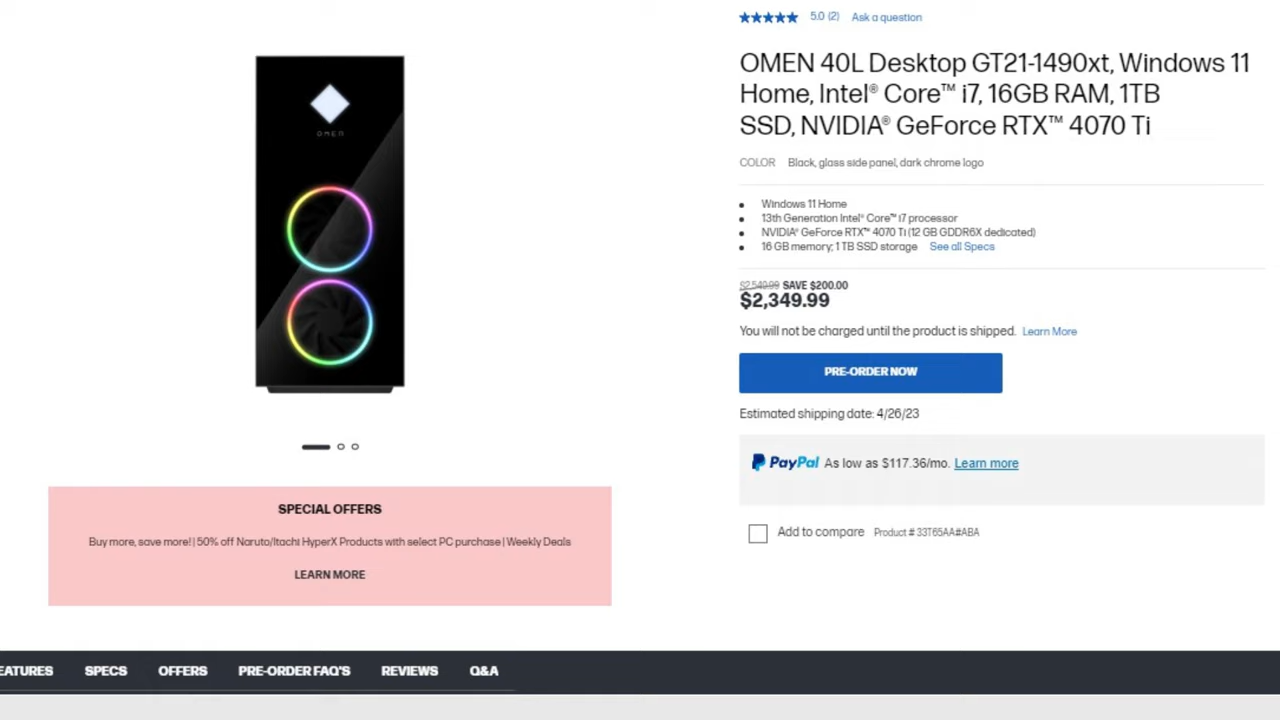 5.0 (2) Ask a question
OMEN 40L Desktop GT21-1490xt, Windows 11
Home, Intel® Core™ i7, 16GB RAM, 1TB
SSD, NVIDIA® GeForce RTX™ 4070 Ti
COLOR Black, glass side panel, dark chrome logo
Windows 11 Home
13th Generation Intel® Core™ i7 processor
NVIDIA® GeForce RTX™ 4070 Ti (12 GB GDDR6X dedicated)
16 GB memory; 1 TB SSD storage See all Specs
$2,549.99 SAVE $200.00
$2,349.99
You will not be charged until the product is shipped. Learn More
PRE-ORDER NOW
Estimated shipping date: 4/26/23
PayPal As low as $117.36/mo. Learn more
Add to compare Product # 33T65AA#ABA
OMEN
SPECIAL OFFERS
Buy more, save more! | 50% off Naruto/Itachi HyperX Products with select PC purchase | Weekly Deals
LEARN MORE
EATURES SPECS OFFERS PRE-ORDER FAQ'S REVIEWS Q&A